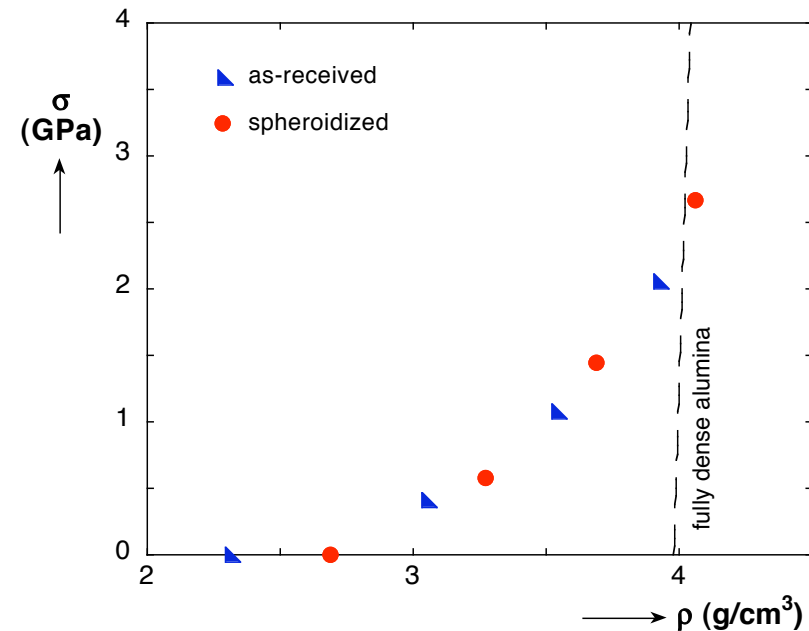 4
as-received
σ
(GPa)
spheroidized
3
2
fully dense alumina
1
0
2
3
4
ρ (g/cm³)